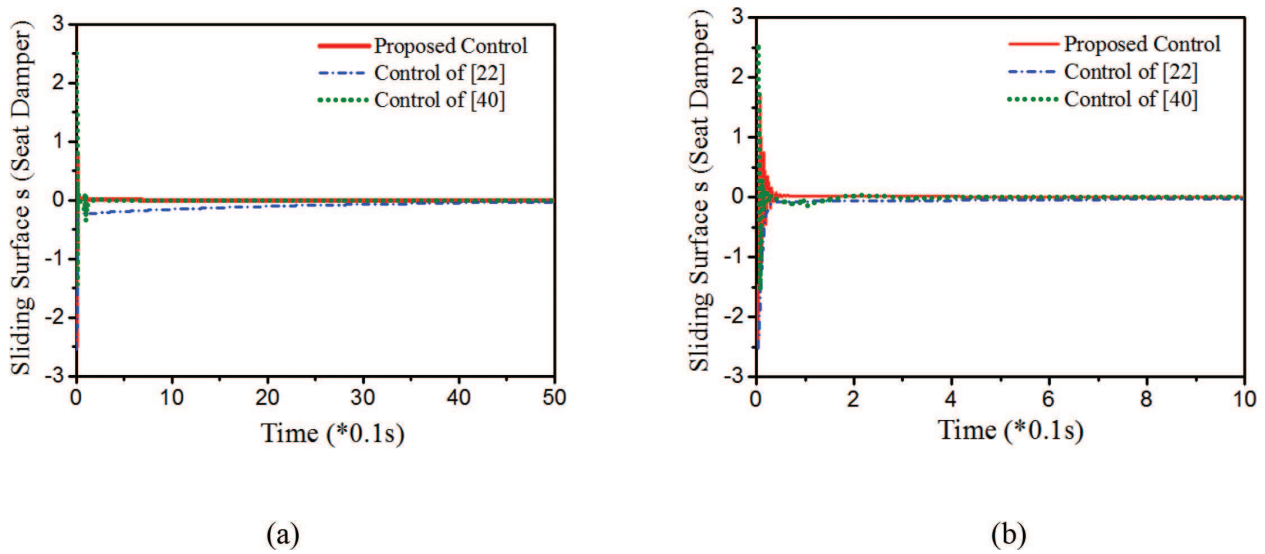 3
2
1
0
-1
-2
-3
Sliding Surface s (Seat Damper)
Proposed Control
Control of [22]
Control of [40]
0
10
20
30
40
50
Time (*0.1s)
(a)
3
2
1
0
-1
-2
-3
Sliding Surface s (Seat Damper)
Proposed Control
Control of [22]
Control of [40]
0
2
4
6
8
10
Time (*0.1s)
(b)